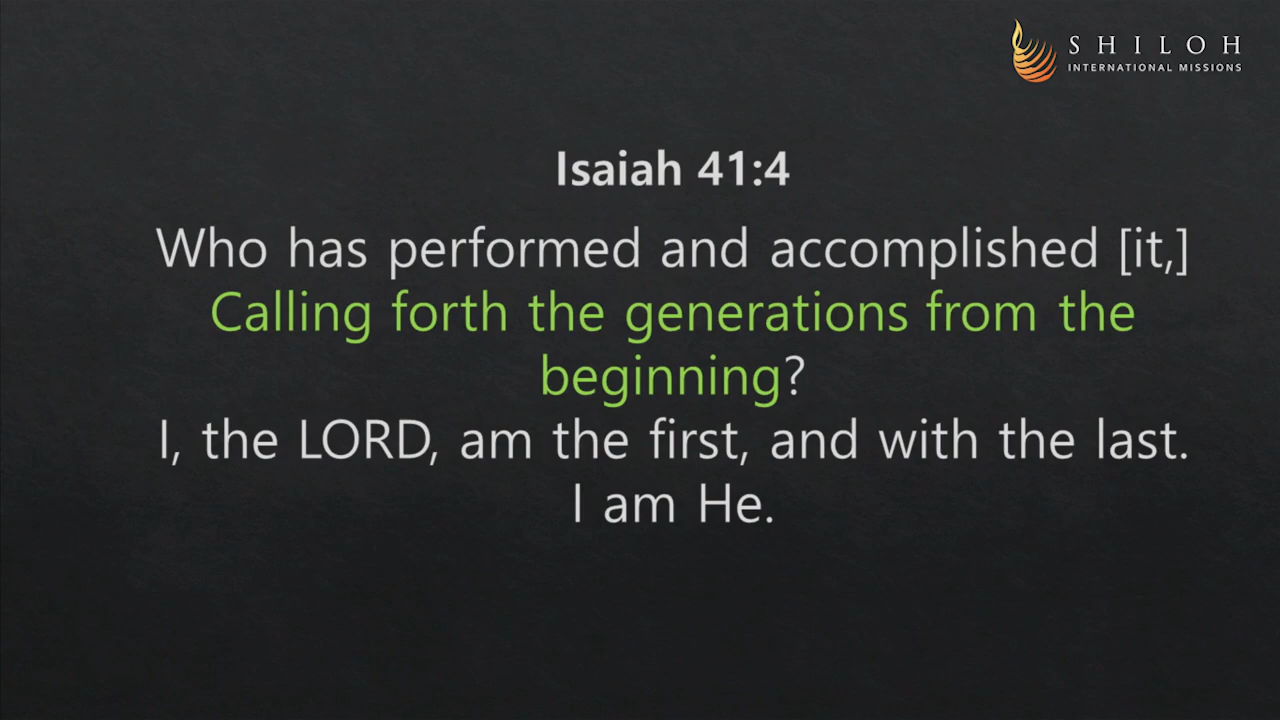 SHILOH
INTERNATIONAL MISSIONS
Isaiah 41:4
Who has performed and accomplished [it,]
Calling forth the generations from the
beginning?
I, the LORD, am the first, and with the last.
I am He.